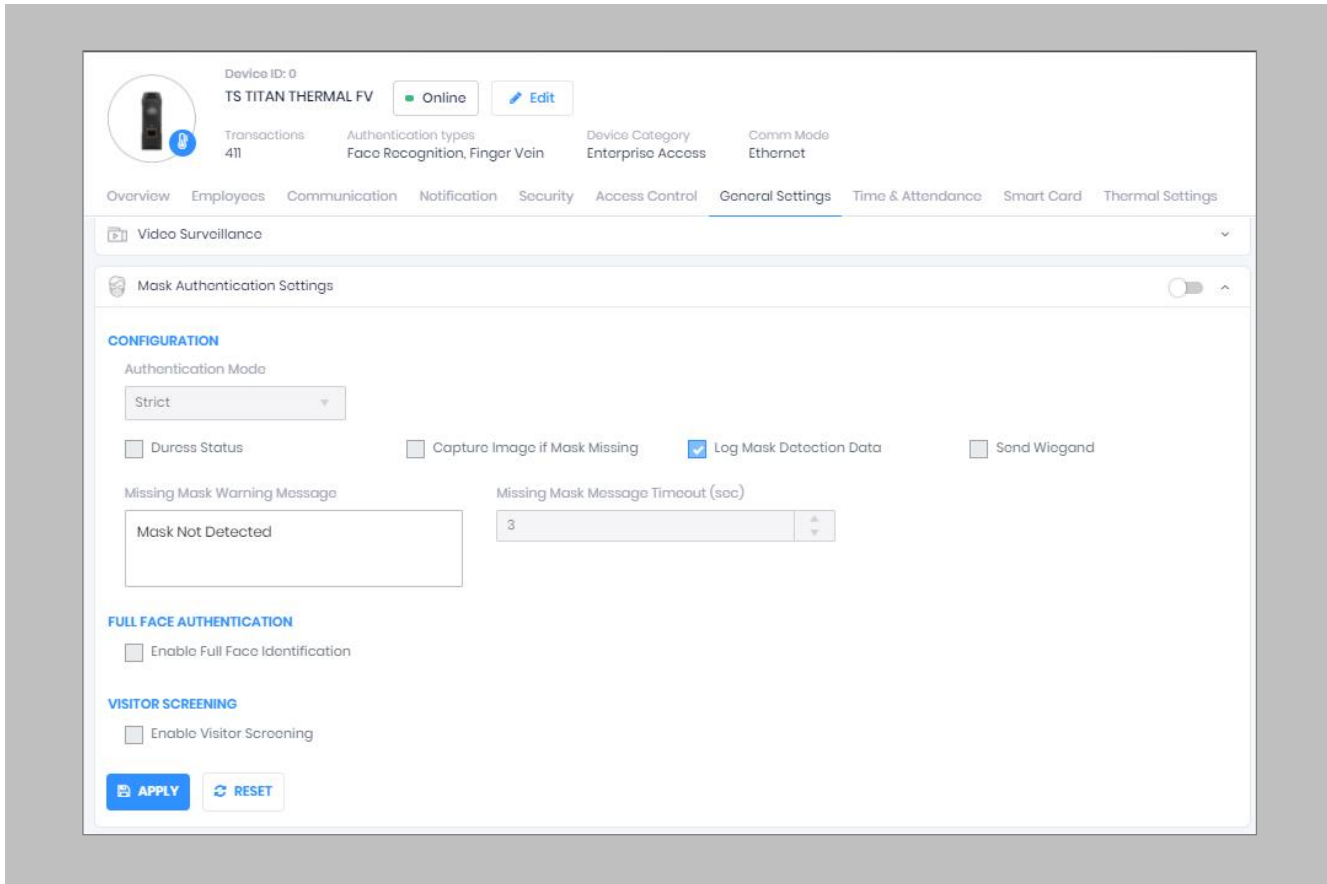 Device ID: 0
TS TITAN THERMAL FV
Online
Edit
Transactions Authentication types Device Category Comm Mode
411 Face Recognition, Finger Vein Enterprise Access Ethernet
Overview Employees Communication Notification Security Access Control General Settings Time & Attendance Smart Card Thermal Settings
Video Surveillance
Mask Authentication Settings
CONFIGURATION
Authentication Mode
Strict
Duress Status Capture Image if Mask Missing Log Mask Detection Data Send Wiegand
Missing Mask Warning Message Missing Mask Message Timeout (sec)
Mask Not Detected 3
FULL FACE AUTHENTICATION
Enable Full Face Identification
VISITOR SCREENING
Enable Visitor Screening
APPLY RESET